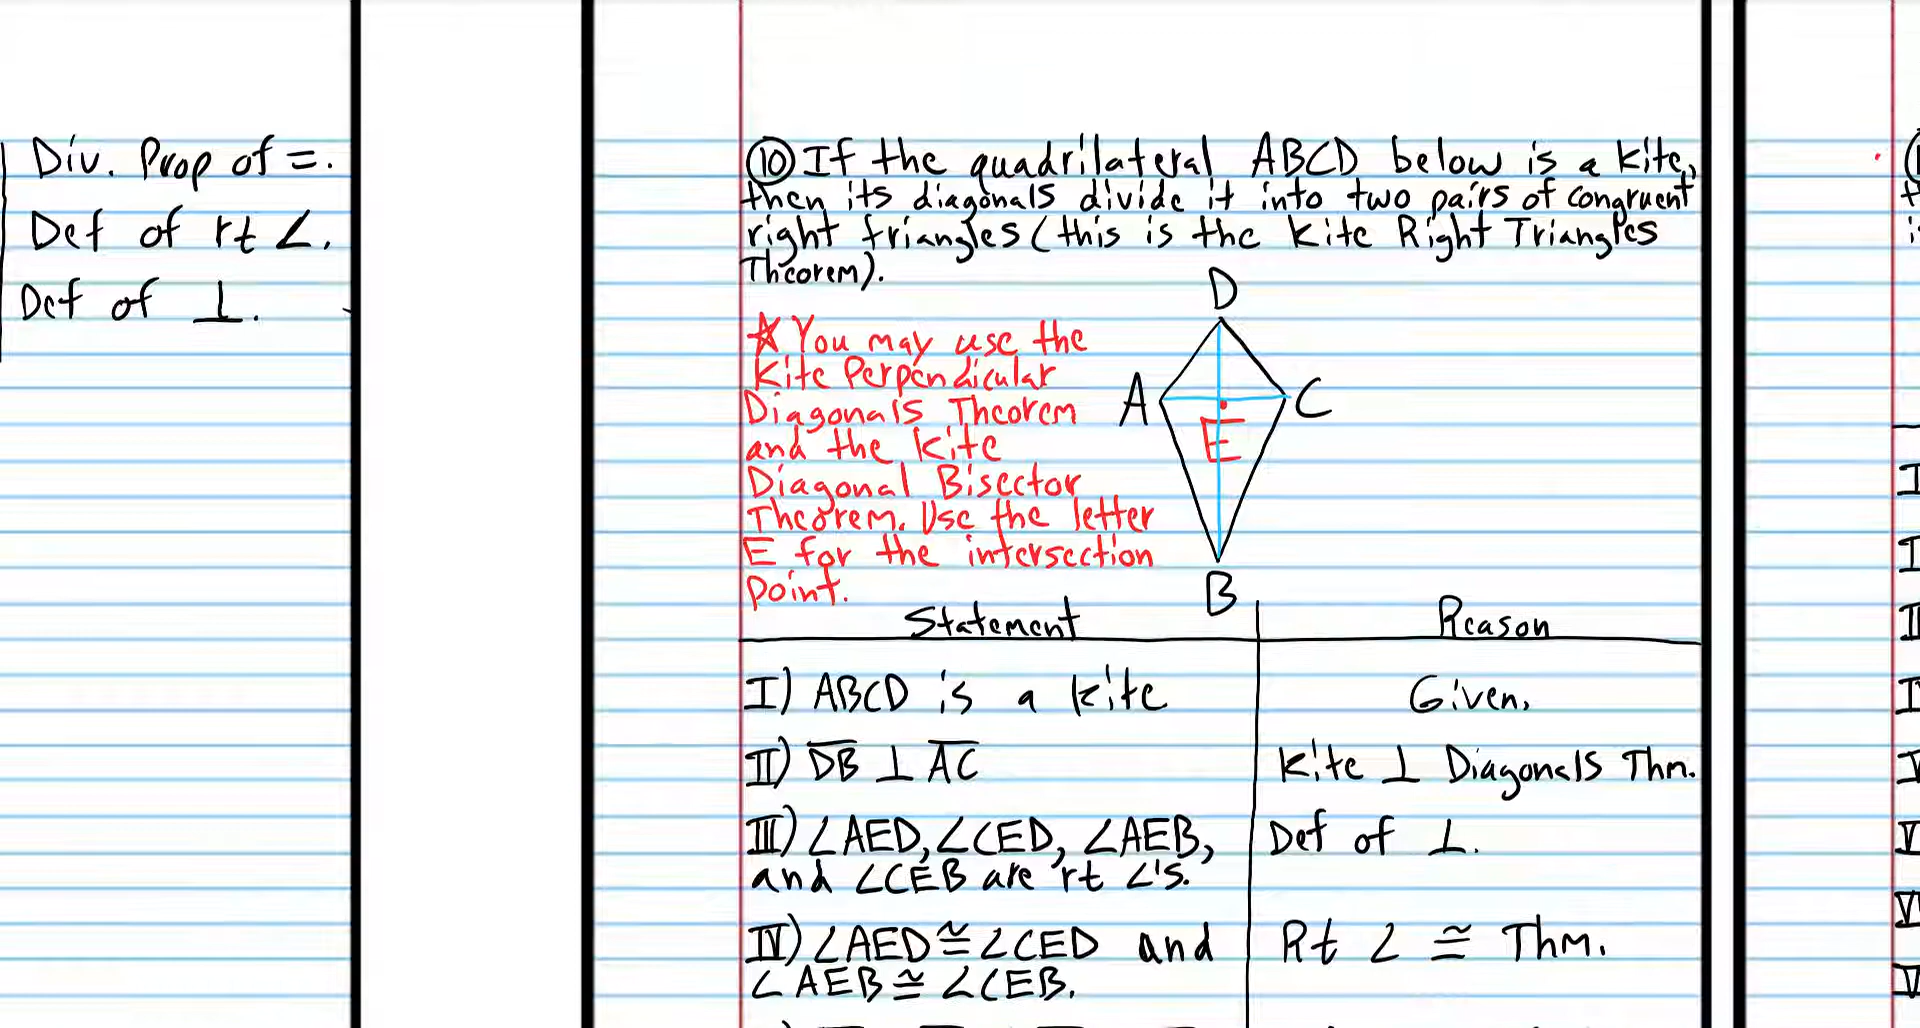 Div. Prop of =.
Def of rt ∠.
Def of ⊥.
⑩ If the quadrilateral ABCD below is a kite,
then its diagonals divide it into two pairs of congruent
right triangles (this is the Kite Right Triangles
Theorem).
D
☆ You may use the
Kite Perpendicular
Diagonals Theorem
and the Kite
Diagonal Bisector
Theorem. Use the letter
E for the intersection
point.
A
C
E
B
Statement
Reason
I) ABCD is a kite
Given.
II) D̅B̅ ⊥ A̅C̅
Kite ⊥ Diagonals Thm.
III) ∠AED, ∠CED, ∠AEB,
and ∠CEB are rt ∠'s.
Def of ⊥.
IV) ∠AED ≅ ∠CED and
∠AEB ≅ ∠CEB.
Rt ∠ ≅ Thm.